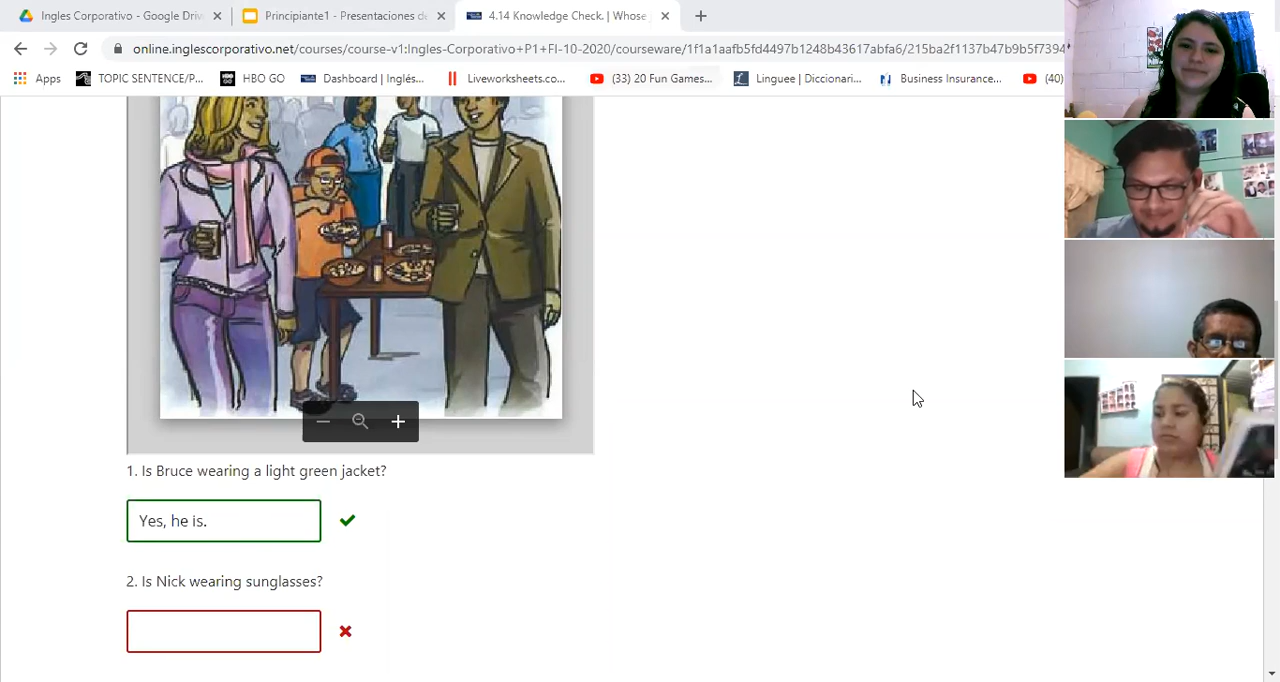 Ingles Corporativo - Google Driv
Principiante1 - Presentaciones de
4.14 Knowledge Check. | Whose
online.inglescorporativo.net/courses/course-v1:Ingles-Corporativo+P1+FI-10-2020/courseware/1f1a1aafb5fd4497b1248b43617abfa6/215ba2f1137b47b9b5f7394
Apps
TOPIC SENTENCE/P...
HBO GO
Dashboard | Inglés...
Liveworksheets.co...
(33) 20 Fun Games...
Linguee | Diccionari...
Business Insurance...
(40)
1. Is Bruce wearing a light green jacket?
Yes, he is.
2. Is Nick wearing sunglasses?